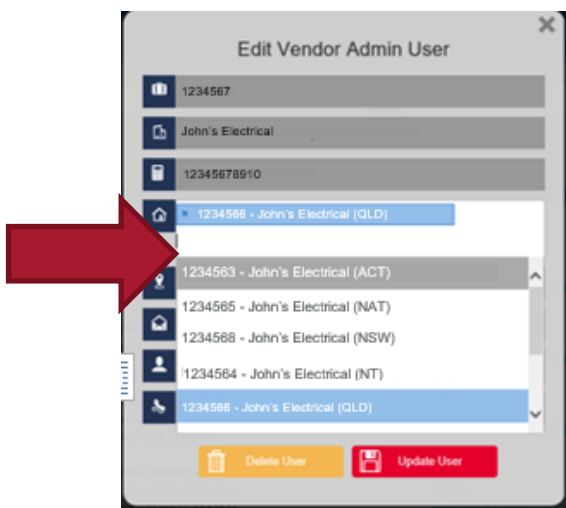 Edit Vendor Admin User
1234567
John's Electrical
12345678910
1234566 - John's Electrical (QLD)
1234563 - John's Electrical (ACT)
1234565 - John's Electrical (NAT)
1234568 - John's Electrical (NSW)
1234564 - John's Electrical (NT)
1234566 - John's Electrical (QLD)
Delete User
Update User